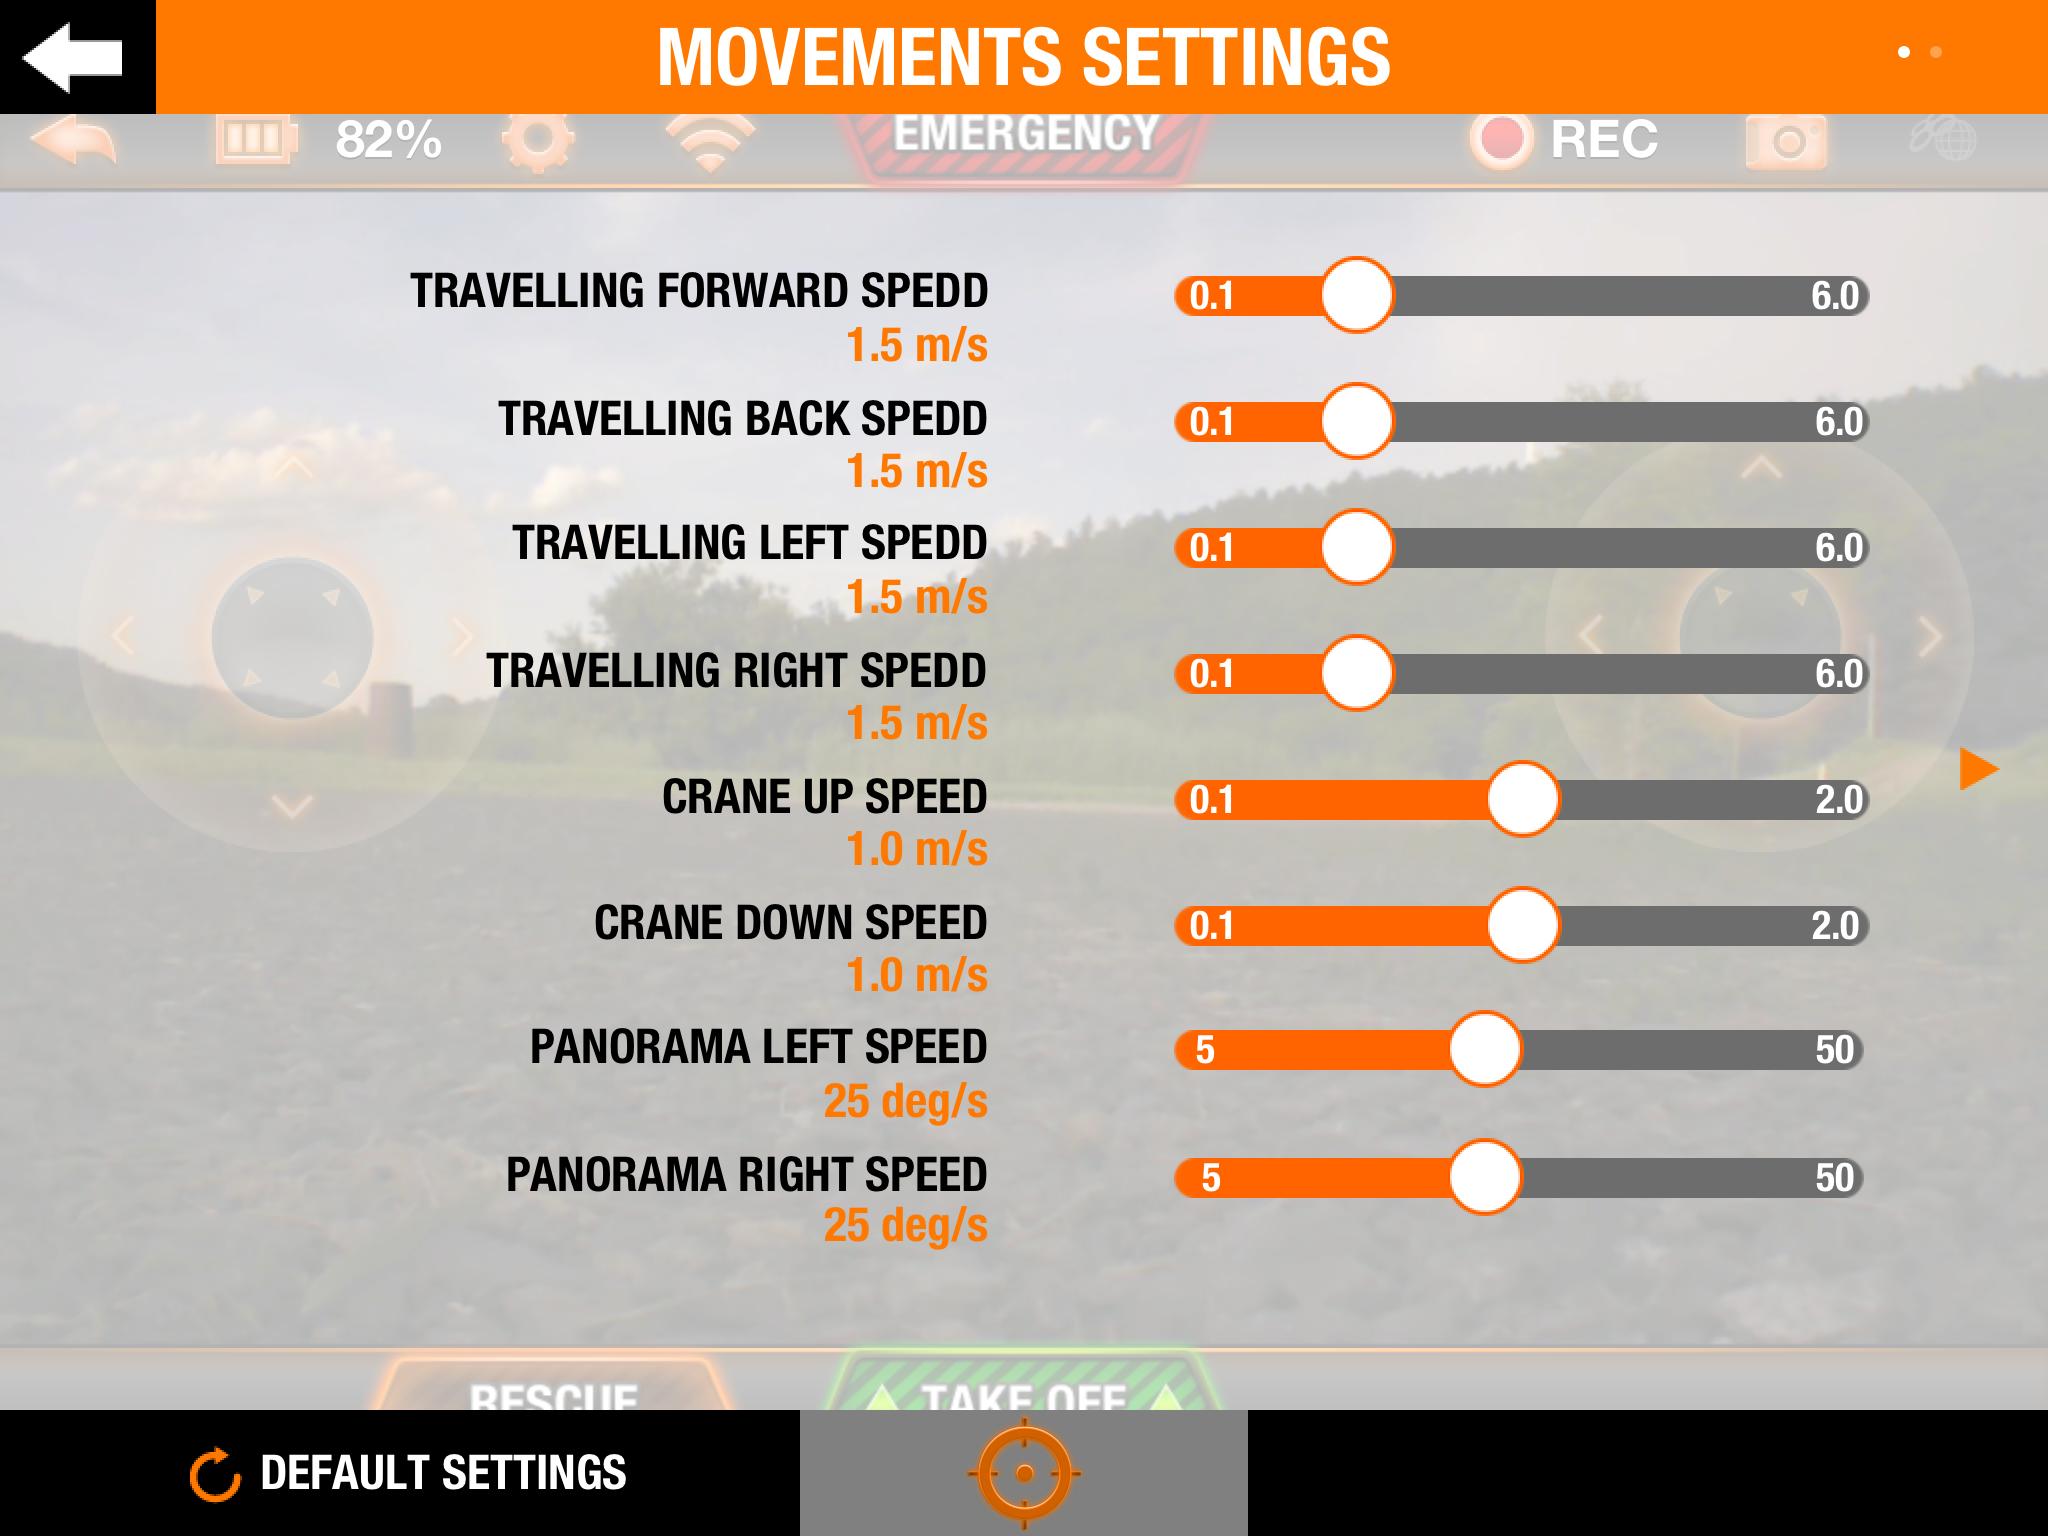 MOVEMENTS SETTINGS
82%
EMERGENCY
REC
TRAVELLING FORWARD SPEDD
1.5 m/s
0.1
6.0
TRAVELLING BACK SPEDD
1.5 m/s
0.1
6.0
TRAVELLING LEFT SPEDD
1.5 m/s
0.1
6.0
TRAVELLING RIGHT SPEDD
1.5 m/s
0.1
6.0
CRANE UP SPEED
1.0 m/s
0.1
2.0
CRANE DOWN SPEED
1.0 m/s
0.1
2.0
PANORAMA LEFT SPEED
25 deg/s
5
50
PANORAMA RIGHT SPEED
25 deg/s
5
50
RESCUE
TAKE OFF
DEFAULT SETTINGS